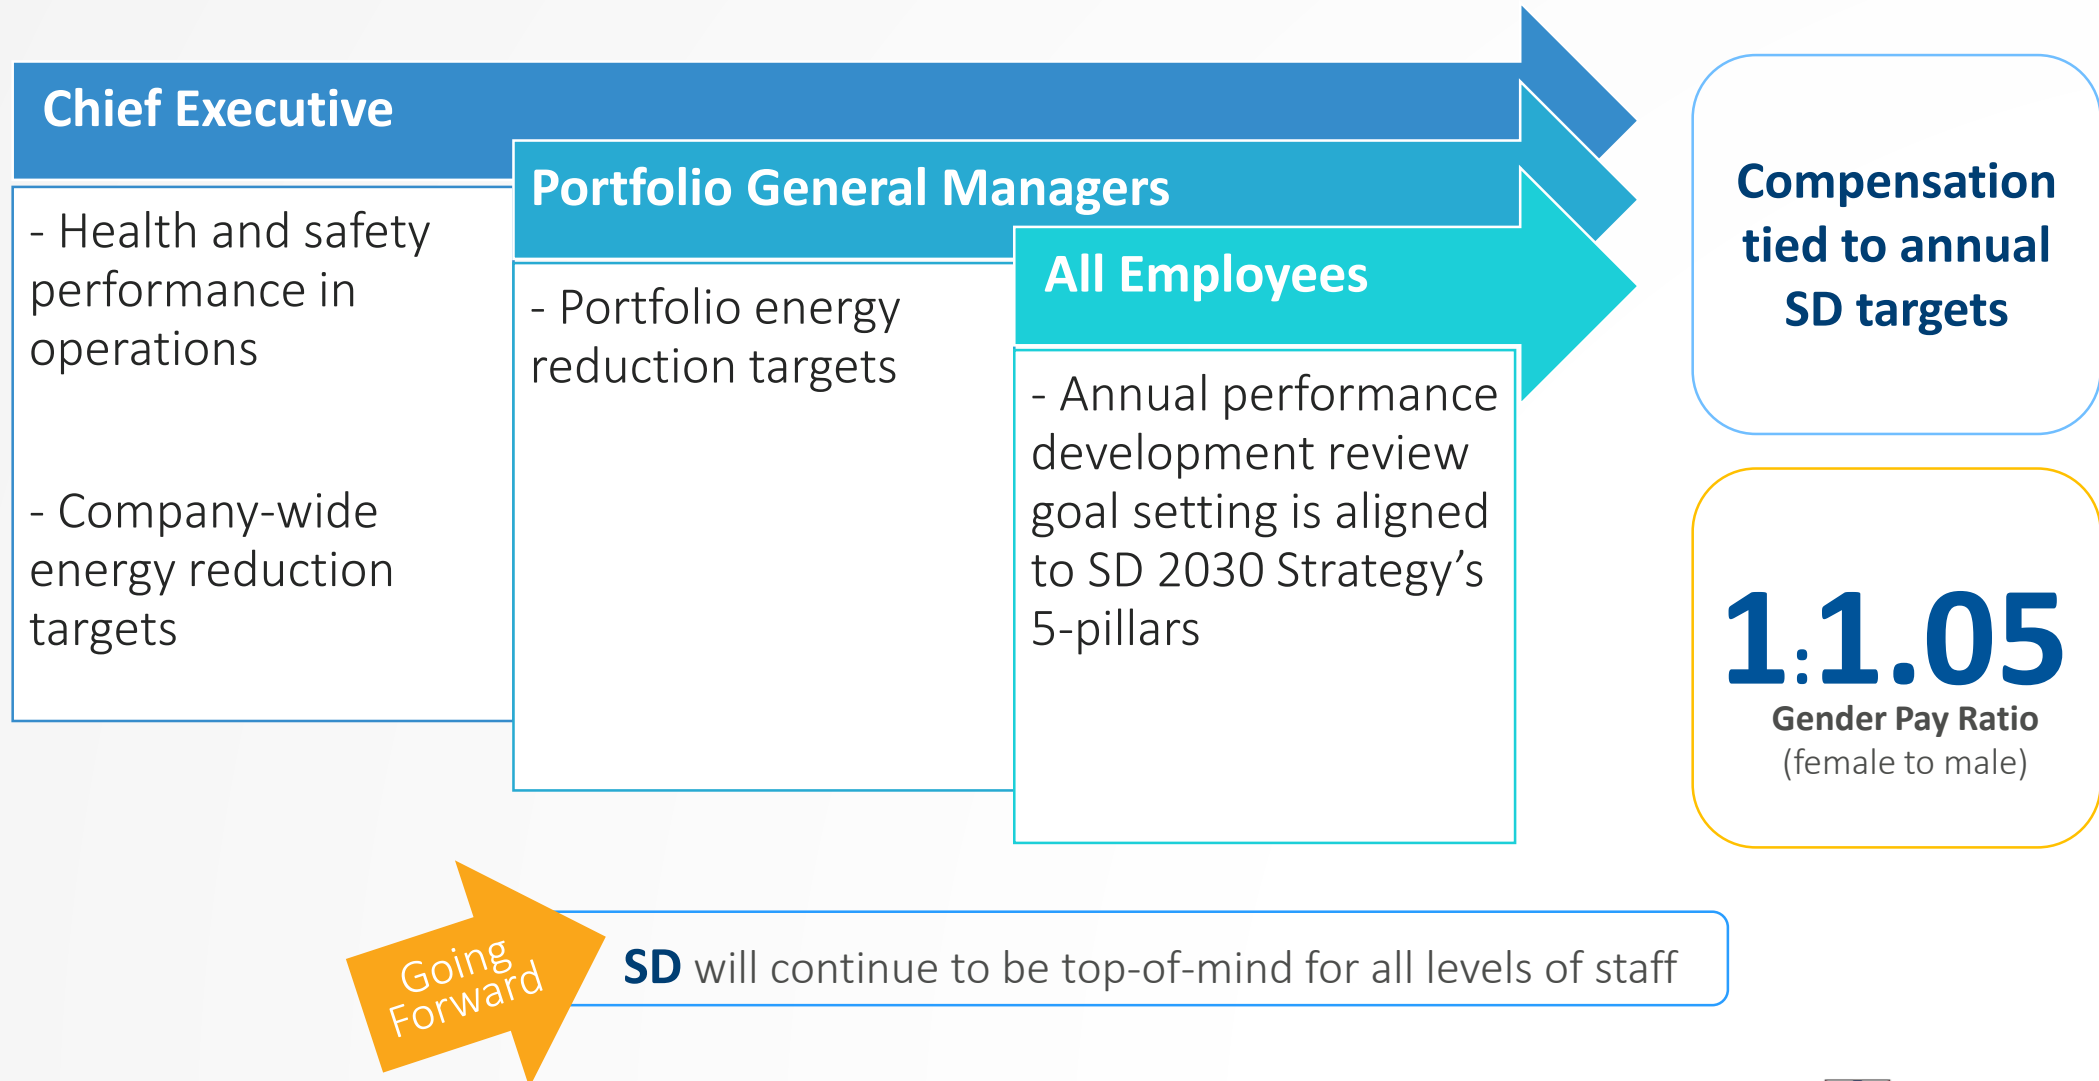 Chief Executive
- Health and safety
performance in
operations
- Company-wide
energy reduction
targets
Portfolio General Managers
- Portfolio energy
reduction targets
All Employees
- Annual performance
development review
goal setting is aligned
to SD 2030 Strategy’s
5-pillars
Compensation
tied to annual
SD targets
1:1.05
Gender Pay Ratio
(female to male)
Going
Forward
SD will continue to be top-of-mind for all levels of staff